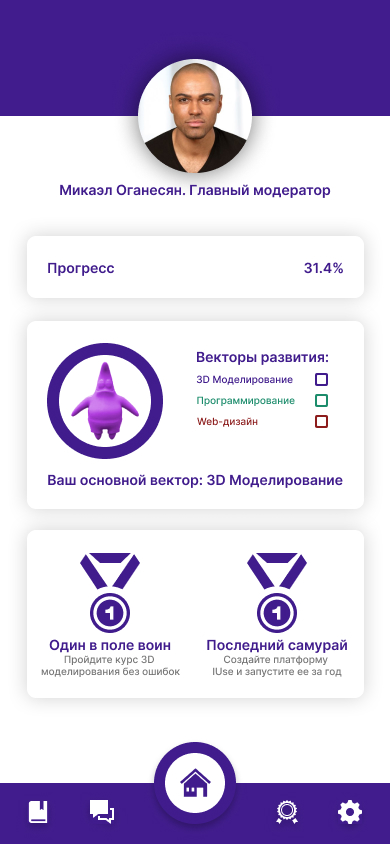 Микаэл Оганесян. Главный модератор
Прогресс 31.4%
Векторы развития:
3D Моделирование
Программирование
Web-дизайн
Ваш основной вектор: 3D Моделирование
1
1
Один в поле воин
Пройдите курс 3D
моделирования без ошибок
Последний самурай
Создайте платформу
IUse и запустите ее за год